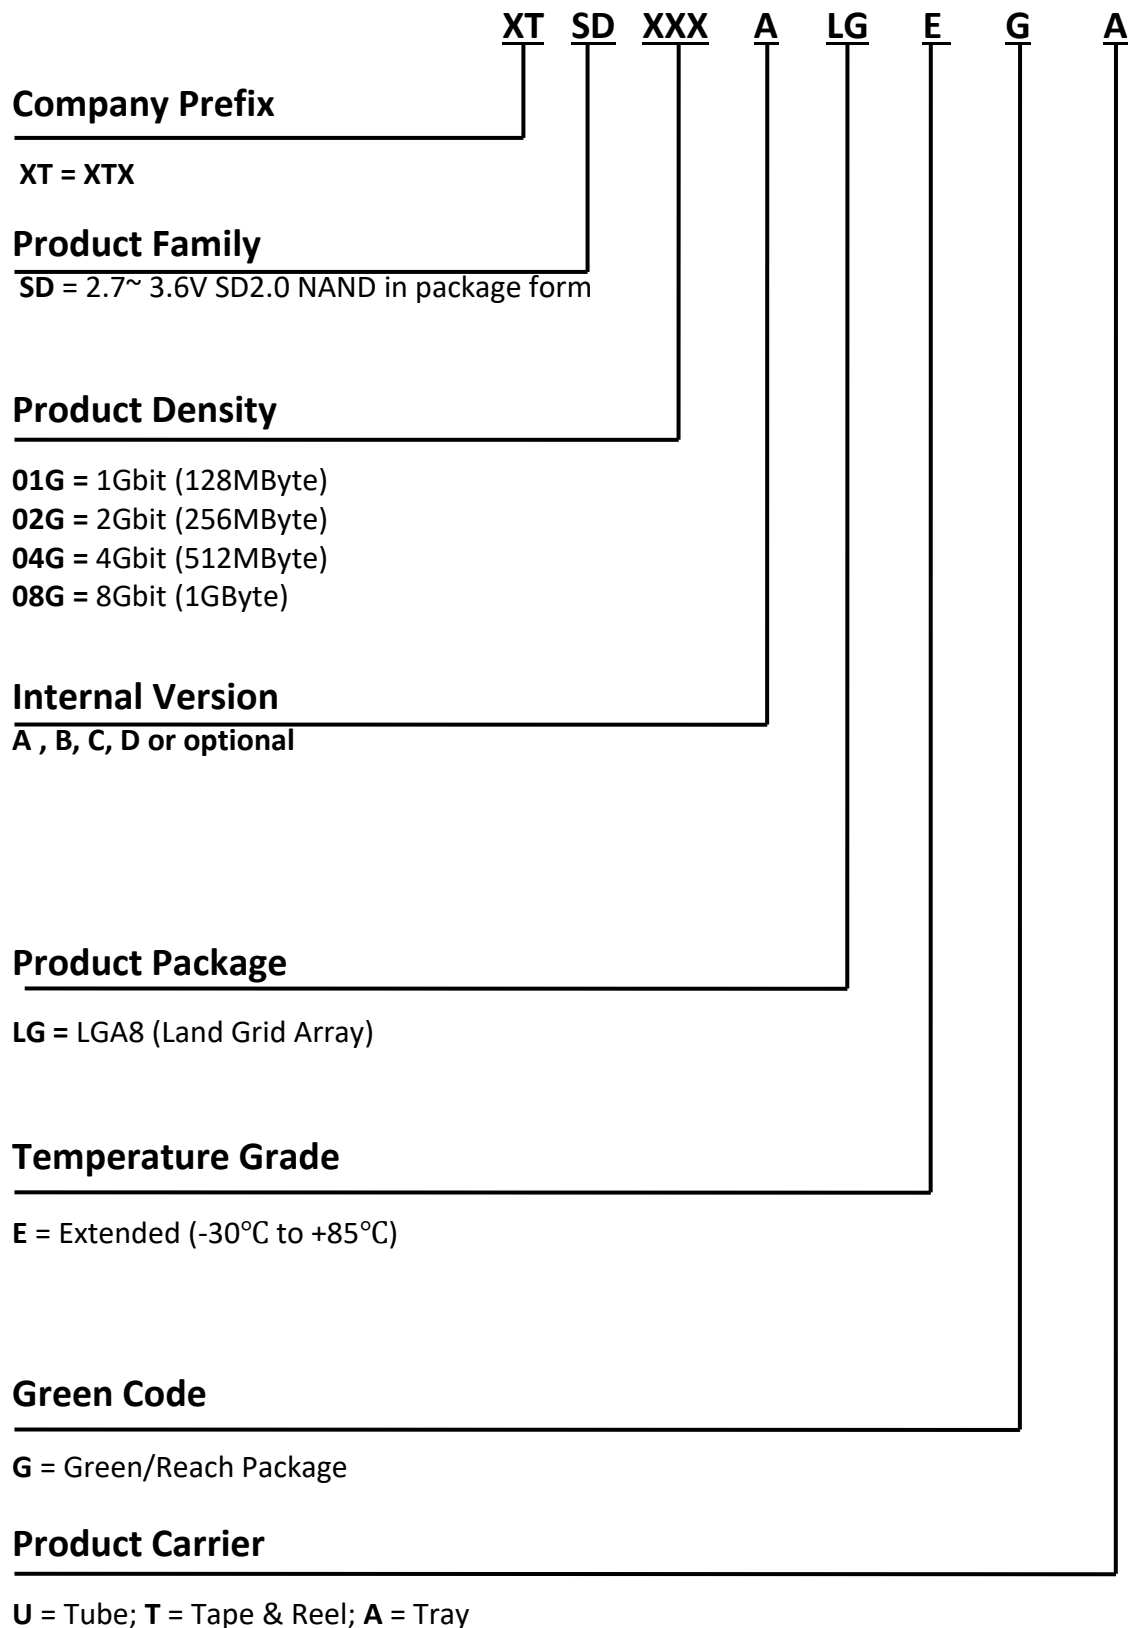 XT SD XXX A LG E G A
Company Prefix
XT = XTX
Product Family
SD = 2.7~ 3.6V SD2.0 NAND in package form
Product Density
01G = 1Gbit (128MByte)
02G = 2Gbit (256MByte)
04G = 4Gbit (512MByte)
08G = 8Gbit (1GByte)
Internal Version
A , B, C, D or optional
Product Package
LG = LGA8 (Land Grid Array)
Temperature Grade
E = Extended (-30℃ to +85℃)
Green Code
G = Green/Reach Package
Product Carrier
U = Tube; T = Tape & Reel; A = Tray